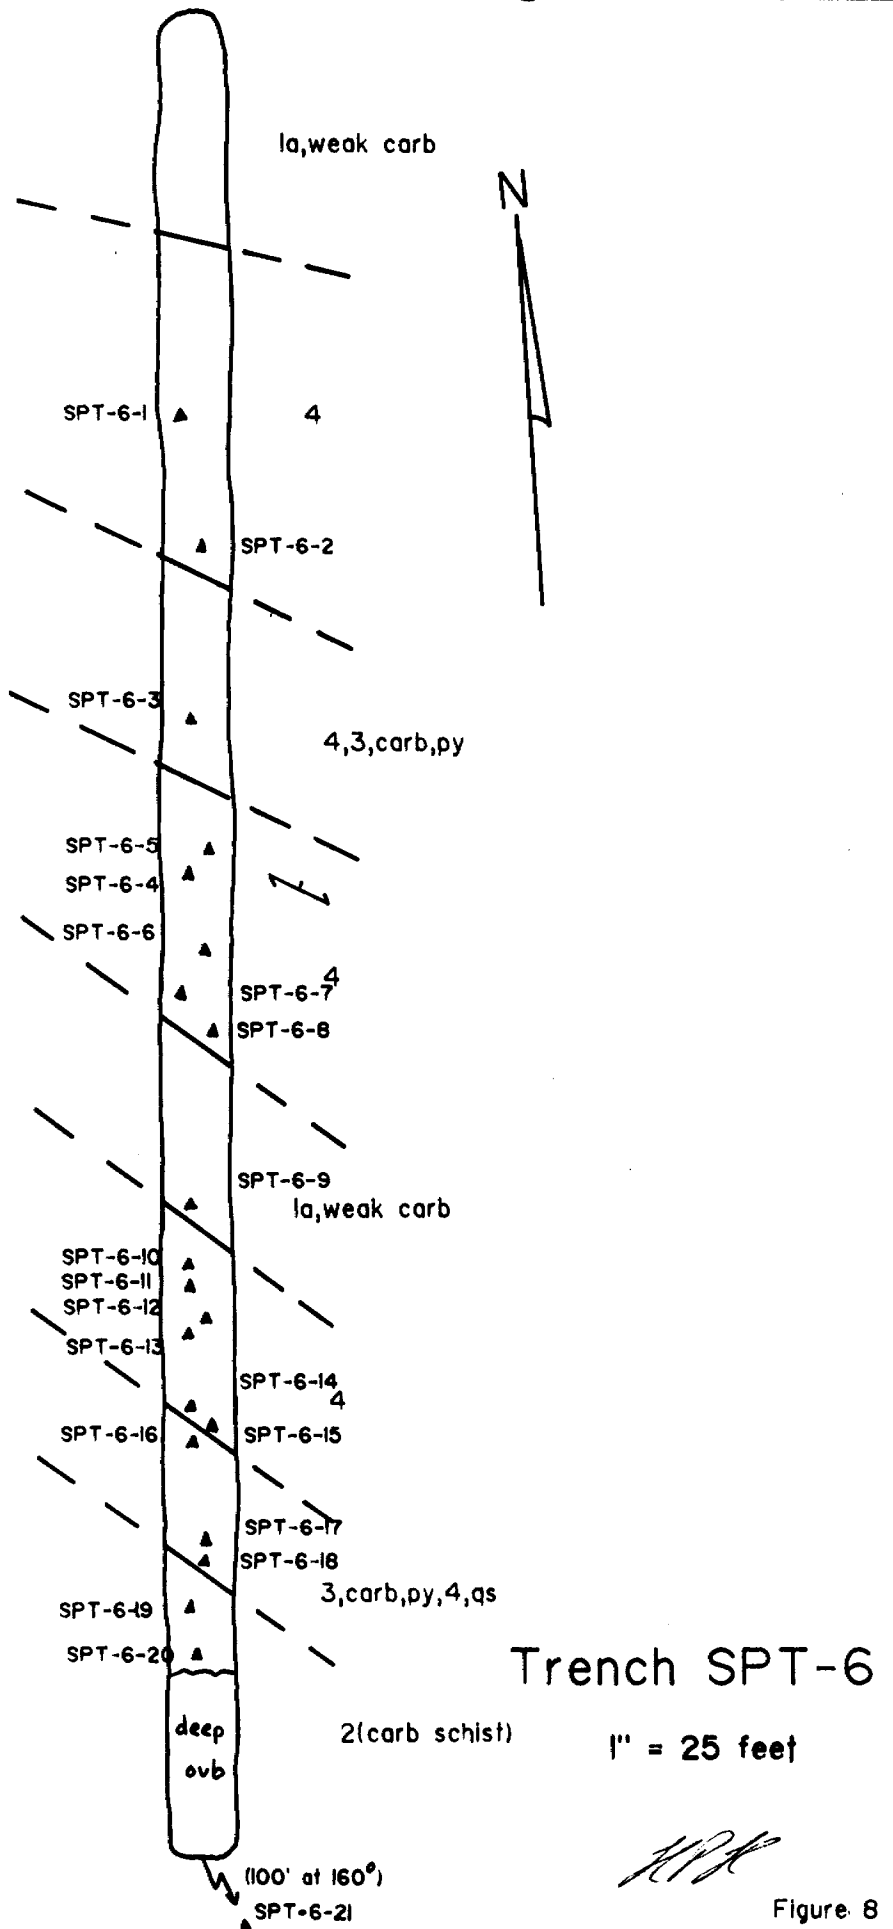 1a,weak carb
N
SPT-6-1
4
SPT-6-2
SPT-6-3
4,3,carb,py
SPT-6-5
SPT-6-4
SPT-6-6
4
SPT-6-7
SPT-6-8
SPT-6-9
1a,weak carb
SPT-6-10
SPT-6-11
SPT-6-12
SPT-6-13
SPT-6-14
4
SPT-6-16
SPT-6-15
SPT-6-17
SPT-6-18
3,carb,py,4,qs
SPT-6-19
SPT-6-20
Trench SPT-6
deep
ovb
2(carb schist)
1" = 25 feet
(100' at 160°)
SPT-6-21
Figure 8